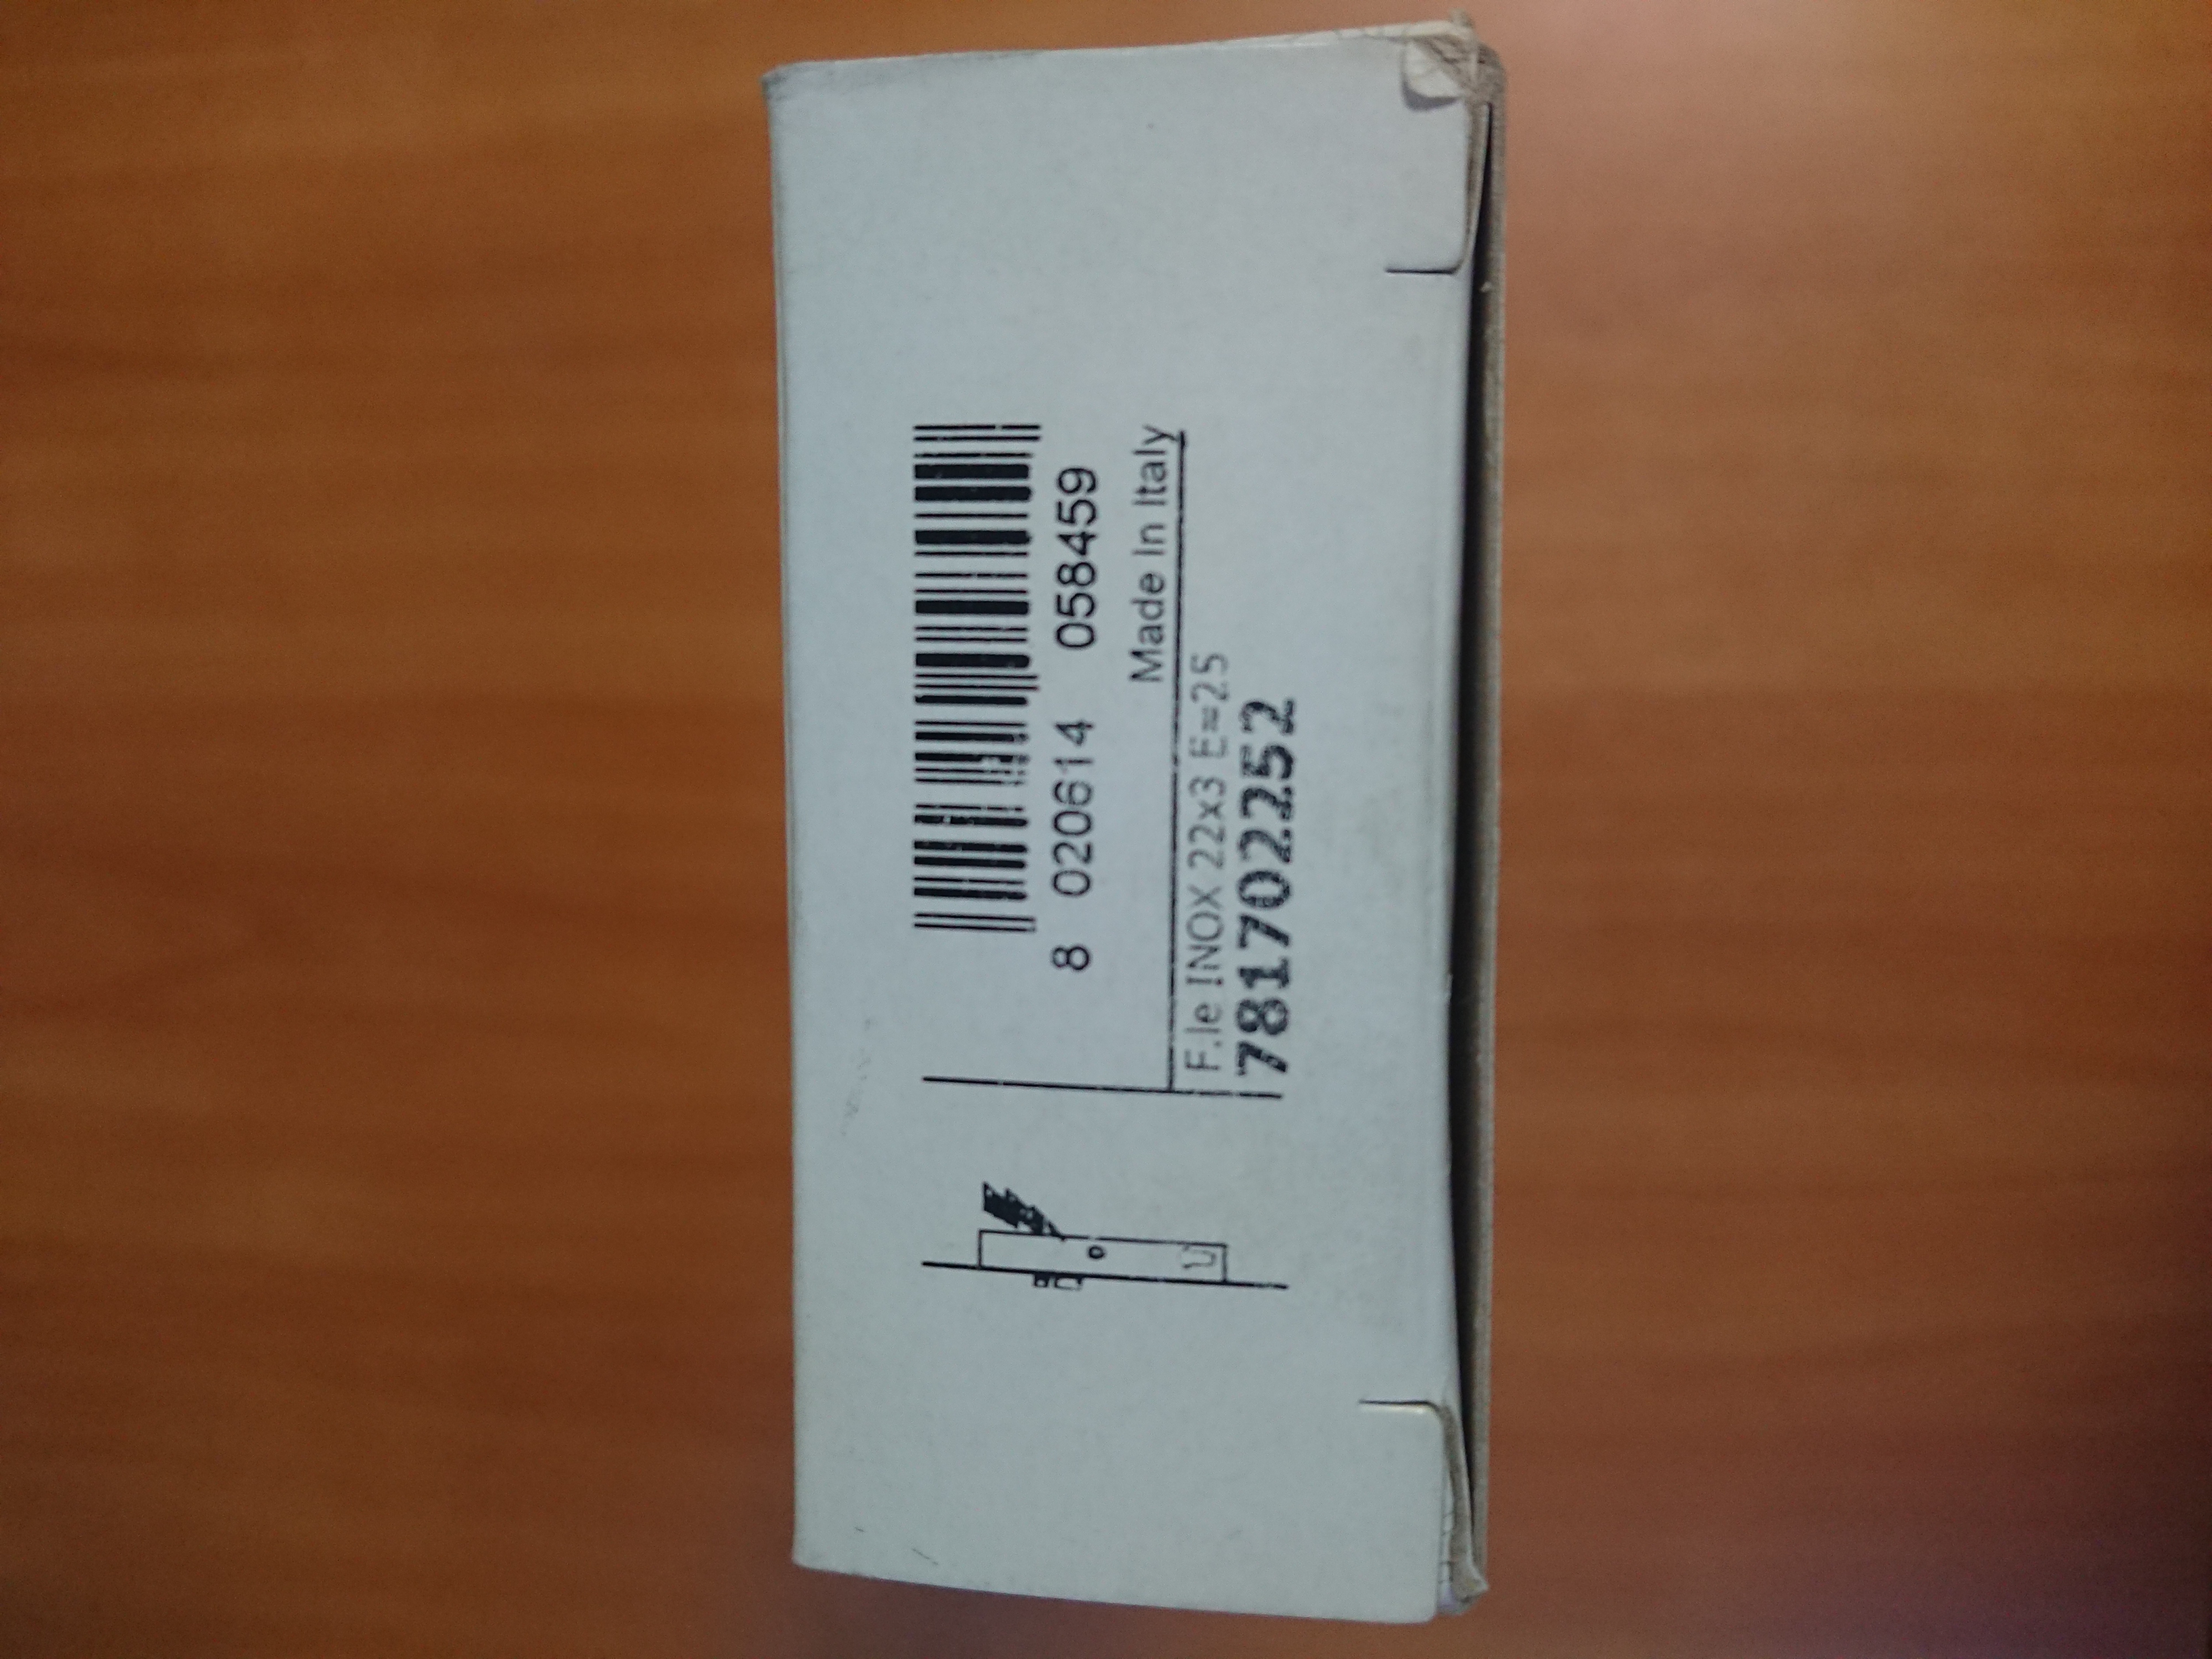 8 020614 058459
Made In Italy
F.le INOX 22x3 E=25
781702252